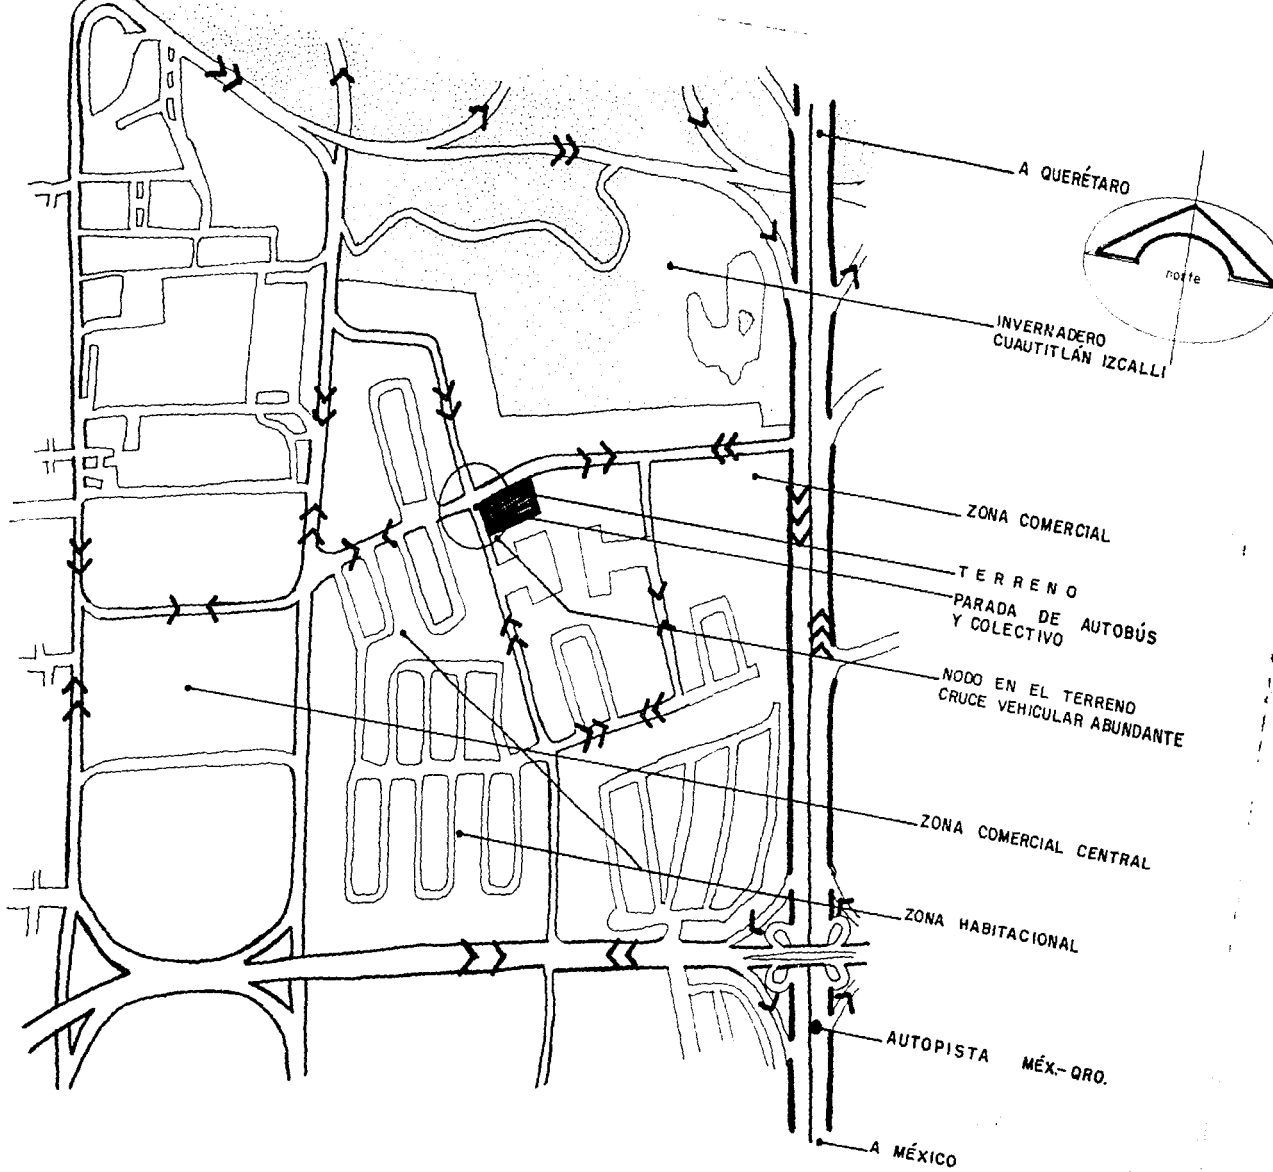 A QUERÉTARO
norte
INVERNADERO
CUAUTITLÁN IZCALLI
ZONA COMERCIAL
TERRENO
PARADA DE AUTOBÚS
Y COLECTIVO
NODO EN EL TERRENO
CRUCE VEHICULAR ABUNDANTE
ZONA COMERCIAL CENTRAL
ZONA HABITACIONAL
AUTOPISTA MÉX.-QRO.
A MÉXICO